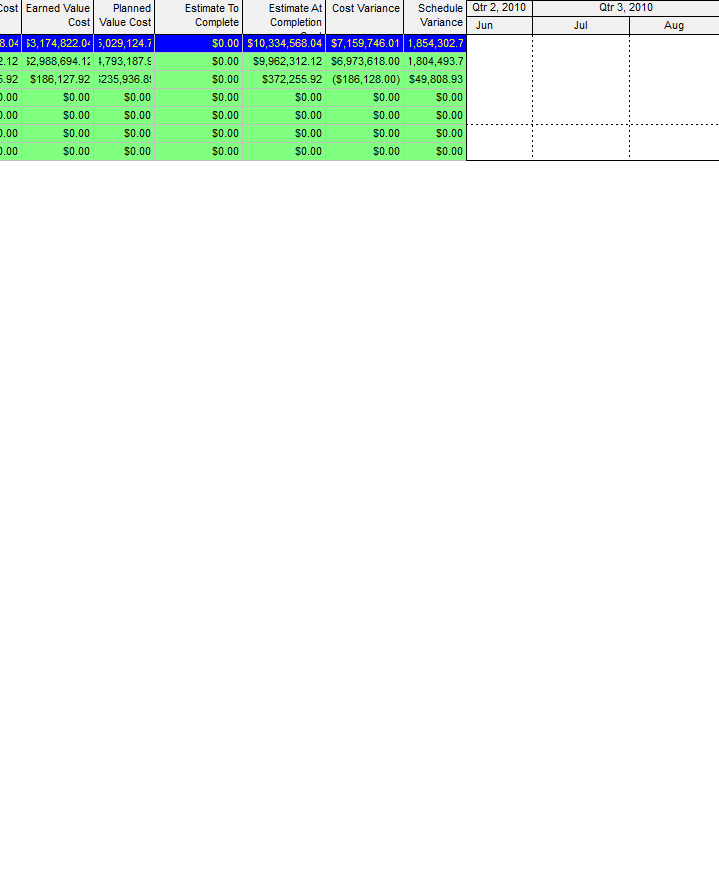 Cost Earned Value Planned Estimate To Estimate At Cost Variance Schedule Qtr 2, 2010 Qtr 3, 2010
Cost Value Cost Complete Completion Variance Jun Jul Aug
8.04 $3,174,822.04 5,029,124.7 $0.00 $10,334,568.04 $7,159,746.01 1,854,302.7
2.12 $2,988,694.12 4,793,187.9 $0.00 $9,962,312.12 $6,973,618.00 1,804,493.7
5.92 $186,127.92 $235,936.85 $0.00 $372,255.92 ($186,128.00) $49,808.93
0.00 $0.00 $0.00 $0.00 $0.00 $0.00 $0.00
0.00 $0.00 $0.00 $0.00 $0.00 $0.00 $0.00
0.00 $0.00 $0.00 $0.00 $0.00 $0.00 $0.00
0.00 $0.00 $0.00 $0.00 $0.00 $0.00 $0.00